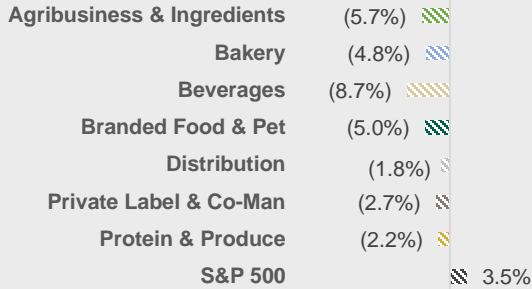 Agribusiness & Ingredients (5.7%)
Bakery (4.8%)
Beverages (8.7%)
Branded Food & Pet (5.0%)
Distribution (1.8%)
Private Label & Co-Man (2.7%)
Protein & Produce (2.2%)
S&P 500 3.5%